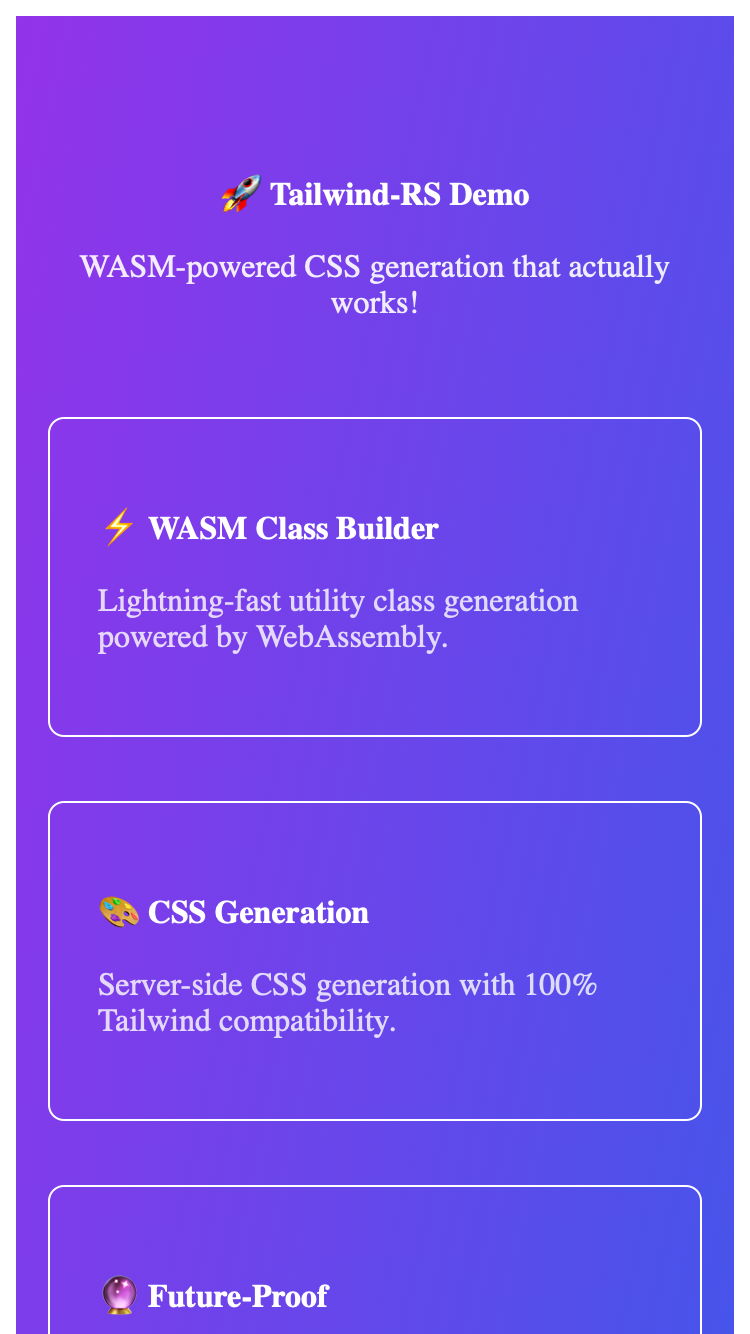 🚀 Tailwind-RS Demo
WASM-powered CSS generation that actually
works!
⚡ WASM Class Builder
Lightning-fast utility class generation
powered by WebAssembly.
🎨 CSS Generation
Server-side CSS generation with 100%
Tailwind compatibility.
🔮 Future-Proof